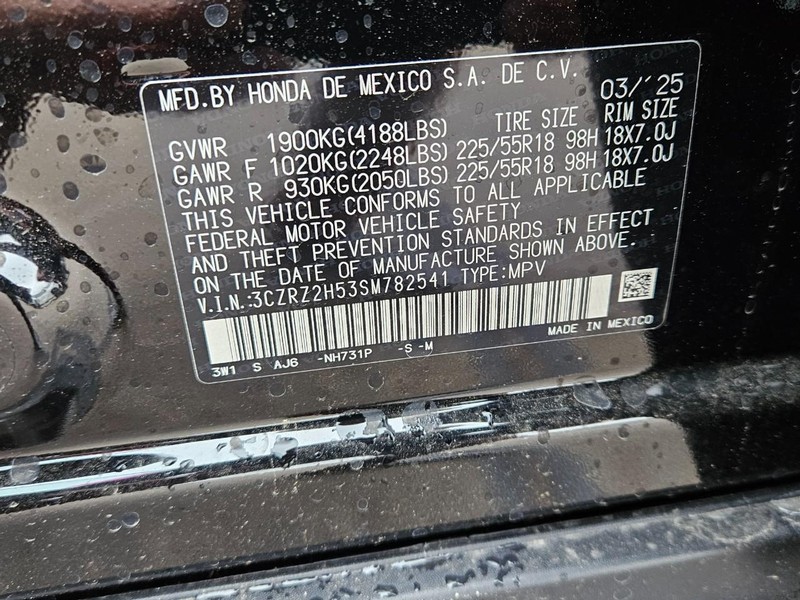 MFD.BY HONDA DE MEXICO S.A. DE C.V. 03/'25
TIRE SIZE RIM SIZE
GVWR 1900KG(4188LBS)
GAWR F 1020KG(2248LBS) 225/55R18 98H 18X7.0J
GAWR R 930KG(2050LBS) 225/55R18 98H 18X7.0J
THIS VEHICLE CONFORMS TO ALL APPLICABLE
FEDERAL MOTOR VEHICLE SAFETY
AND THEFT PREVENTION STANDARDS IN EFFECT
ON THE DATE OF MANUFACTURE SHOWN ABOVE.
V.I.N.:3CZRZ2H53SM782541 TYPE:MPV
MADE IN MEXICO
3W1 S AJ6 -NH731P -S -M